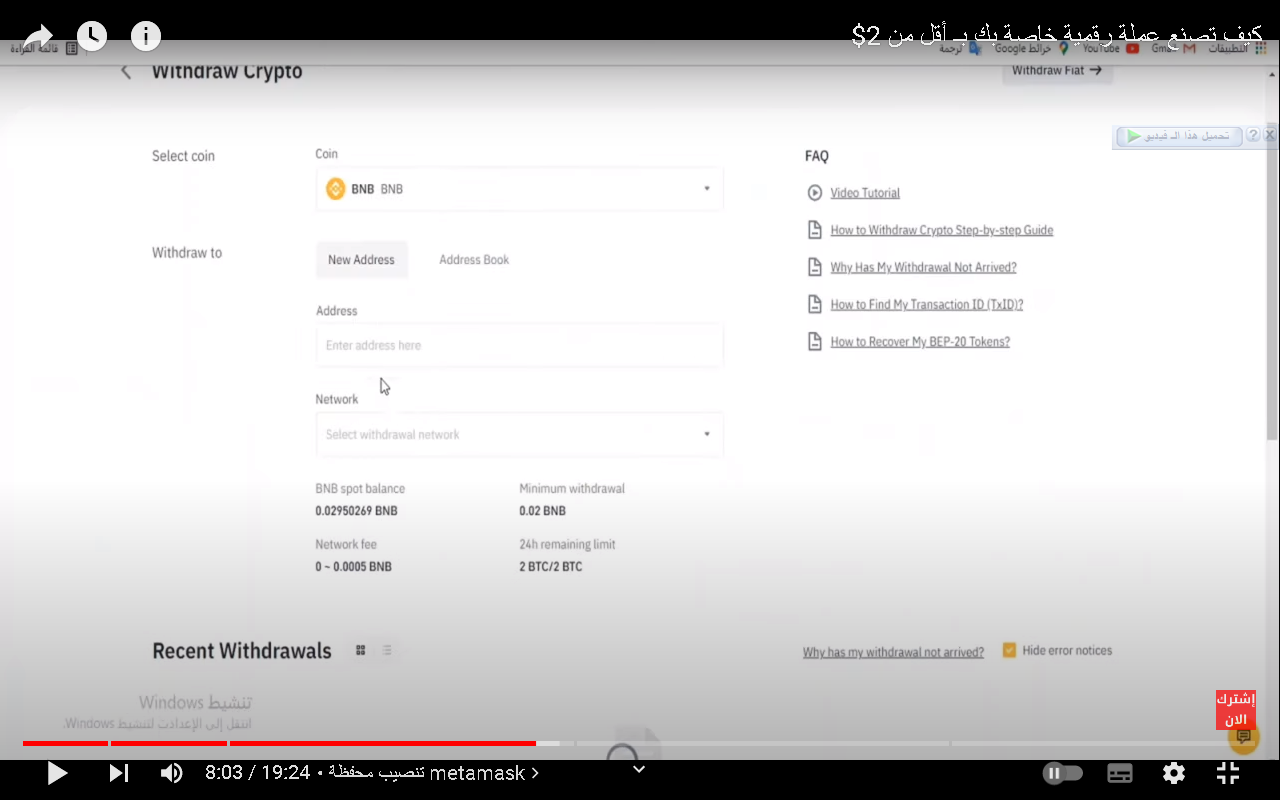 كيف تصنع عملة رقمية خاصة بك بـ أقل من 2$
التطبيقات Gmail YouTube خرائط Google ترجمة
قائمة القراءة
Withdraw Crypto
Withdraw Fiat →
تحميل هذا الـ فيديو ? X
Select coin
Coin
BNB BNB
Withdraw to
New Address Address Book
Address
Enter address here
Network
Select withdrawal network
BNB spot balance Minimum withdrawal
0.02950269 BNB 0.02 BNB
Network fee 24h remaining limit
0 ~ 0.0005 BNB 2 BTC/2 BTC
FAQ
Video Tutorial
How to Withdraw Crypto Step-by-step Guide
Why Has My Withdrawal Not Arrived?
How to Find My Transaction ID (TxID)?
How to Recover My BEP-20 Tokens?
Recent Withdrawals
Why has my withdrawal not arrived? Hide error notices
تنشيط Windows
انتقل إلى الإعدادت لتنشيط Windows.
إشترك
الان
8:03 / 19:24 • تنصيب محفظة metamask >